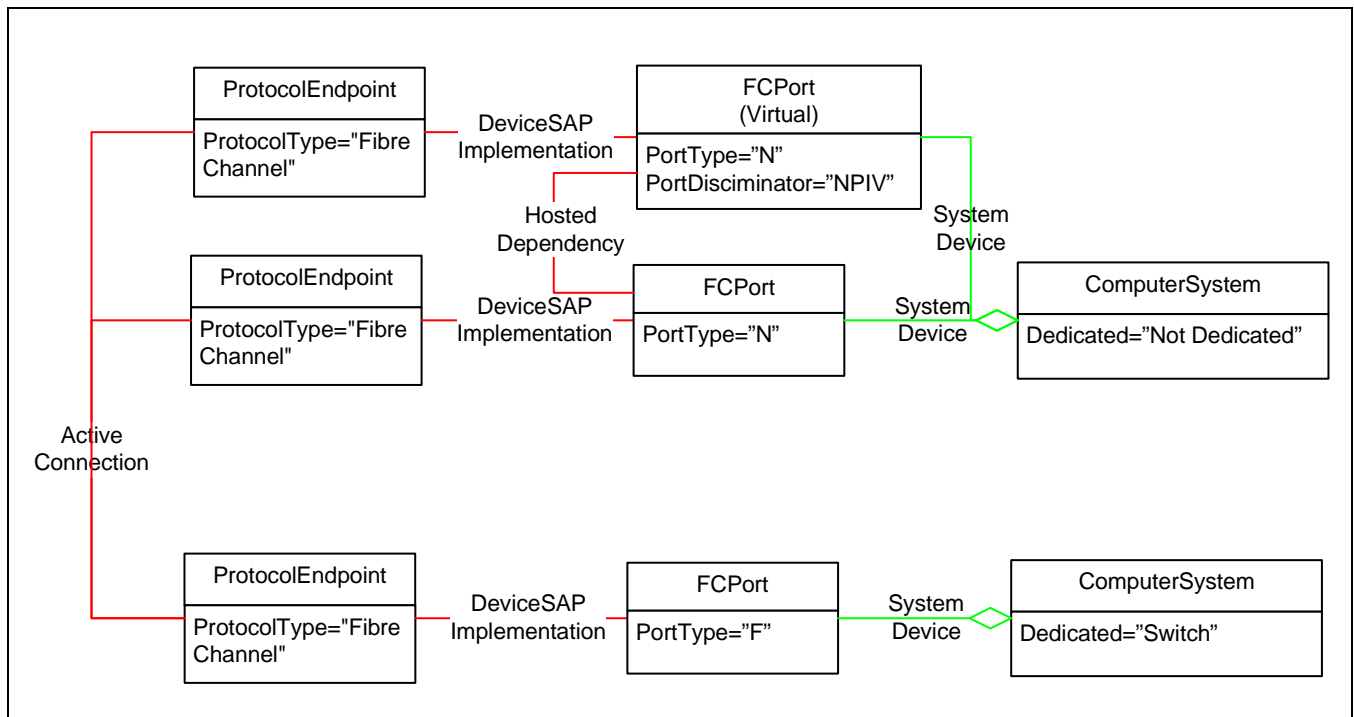 ProtocolEndpoint
ProtocolType="Fibre
Channel"
DeviceSAP
Implementation
FCPort
(Virtual)
PortType=”N”
PortDisciminator=”NPIV”
Hosted
Dependency
System
Device
ProtocolEndpoint
ProtocolType="Fibre
Channel"
DeviceSAP
Implementation
FCPort
PortType=”N”
System
Device
ComputerSystem
Dedicated=”Not Dedicated”
Active
Connection
ProtocolEndpoint
ProtocolType="Fibre
Channel"
DeviceSAP
Implementation
FCPort
PortType=”F”
System
Device
ComputerSystem
Dedicated=”Switch”